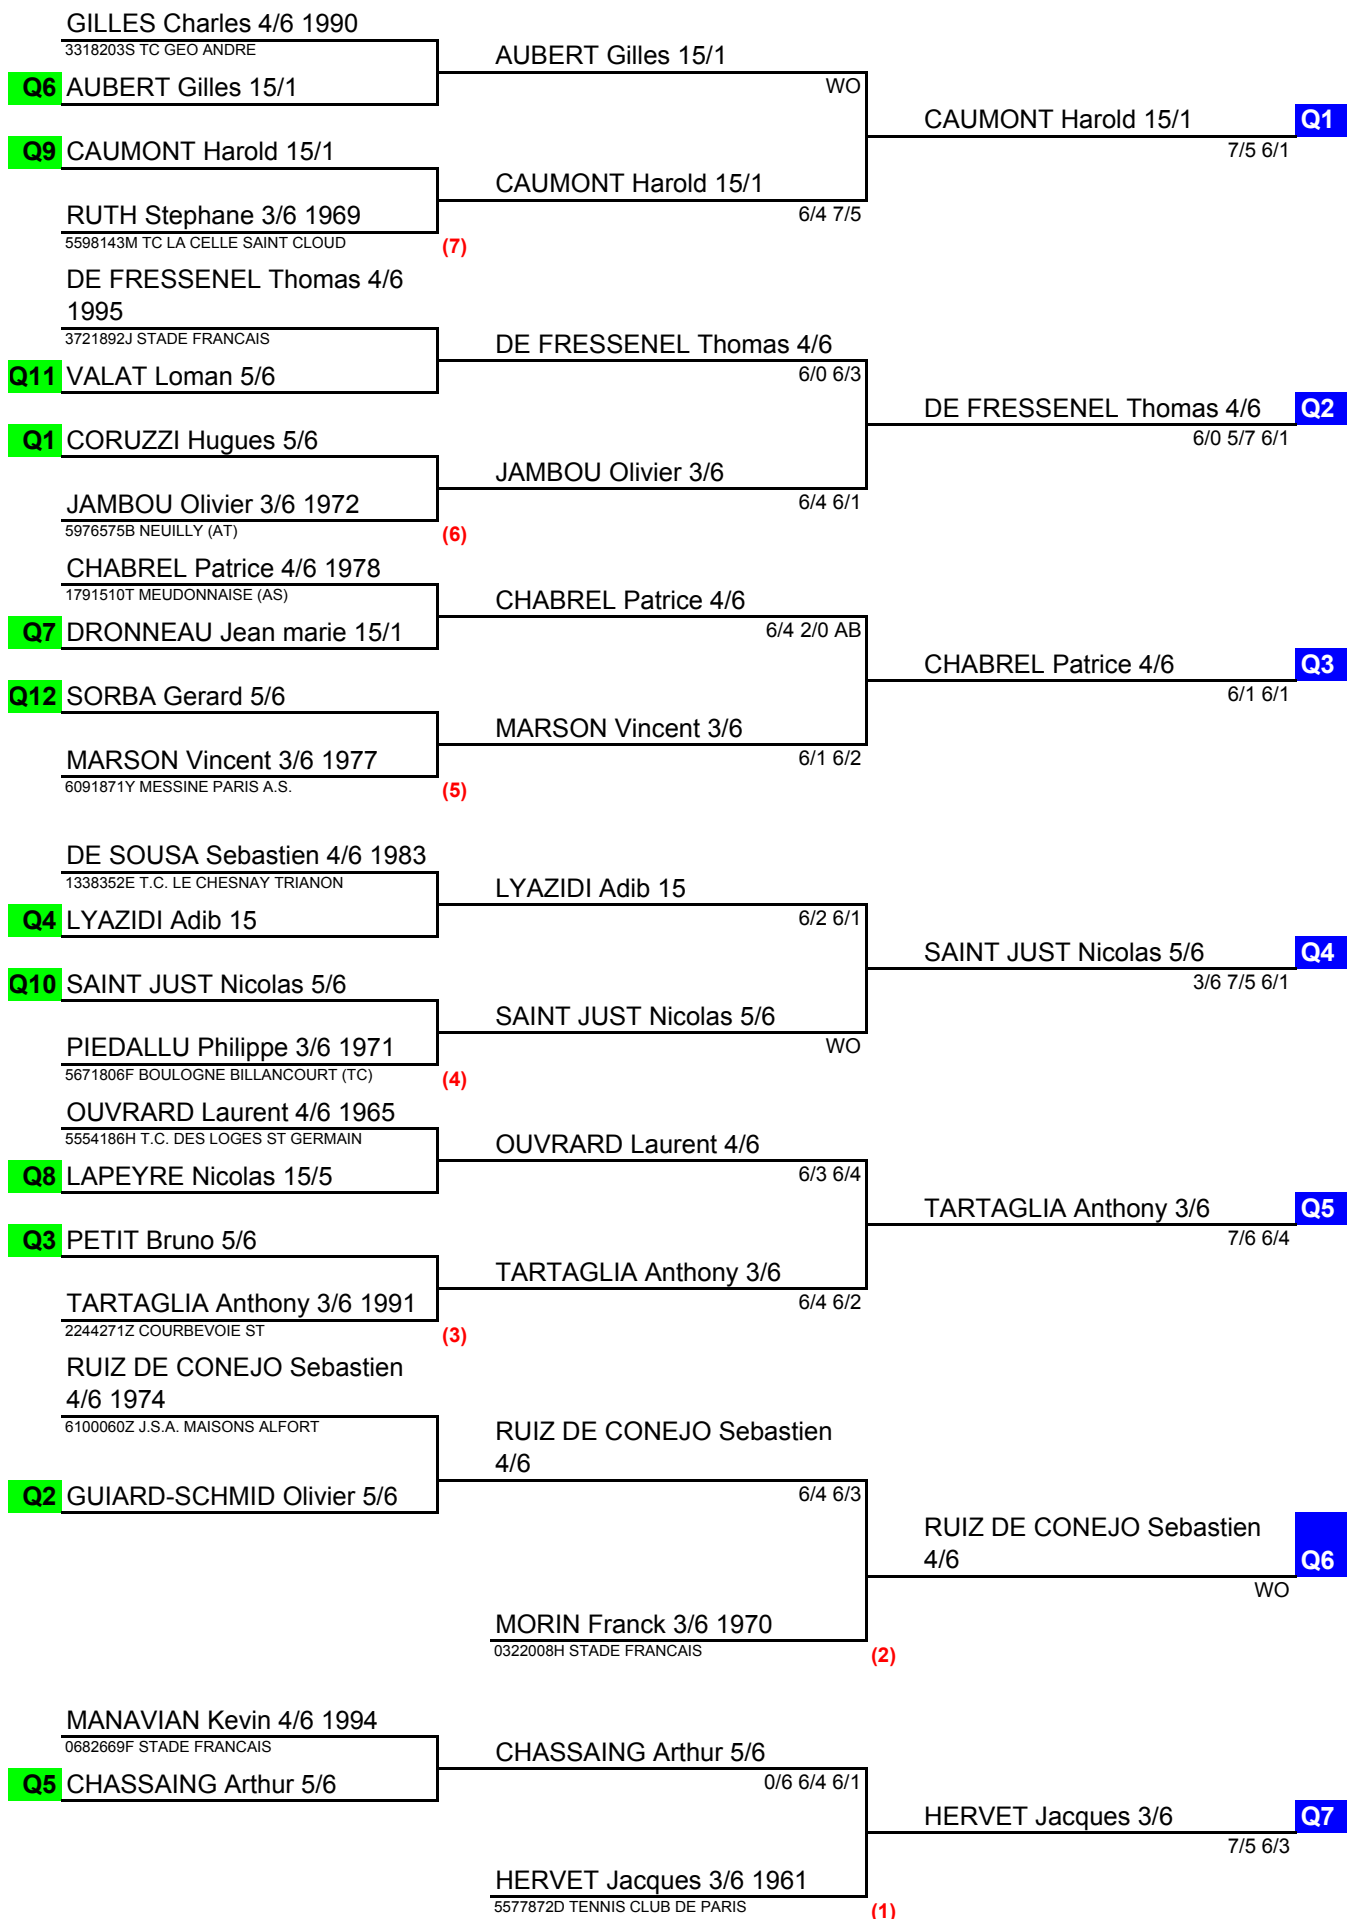 GILLES Charles 4/6 1990
3318203S TC GEO ANDRE
AUBERT Gilles 15/1
Q6 AUBERT Gilles 15/1
WO
CAUMONT Harold 15/1 Q1
7/5 6/1
Q9 CAUMONT Harold 15/1
CAUMONT Harold 15/1
6/4 7/5
RUTH Stephane 3/6 1969
5598143M TC LA CELLE SAINT CLOUD
(7)
DE FRESSENEL Thomas 4/6
1995
3721892J STADE FRANCAIS
DE FRESSENEL Thomas 4/6
6/0 6/3
Q11 VALAT Loman 5/6
DE FRESSENEL Thomas 4/6 Q2
6/0 5/7 6/1
Q1 CORUZZI Hugues 5/6
JAMBOU Olivier 3/6
6/4 6/1
JAMBOU Olivier 3/6 1972
5976575B NEUILLY (AT)
(6)
CHABREL Patrice 4/6 1978
1791510T MEUDONNAISE (AS)
CHABREL Patrice 4/6
6/4 2/0 AB
Q7 DRONNEAU Jean marie 15/1
CHABREL Patrice 4/6 Q3
6/1 6/1
Q12 SORBA Gerard 5/6
MARSON Vincent 3/6
6/1 6/2
MARSON Vincent 3/6 1977
6091871Y MESSINE PARIS A.S.
(5)
DE SOUSA Sebastien 4/6 1983
1338352E T.C. LE CHESNAY TRIANON
LYAZIDI Adib 15
6/2 6/1
Q4 LYAZIDI Adib 15
SAINT JUST Nicolas 5/6 Q4
3/6 7/5 6/1
Q10 SAINT JUST Nicolas 5/6
SAINT JUST Nicolas 5/6
WO
PIEDALLU Philippe 3/6 1971
5671806F BOULOGNE BILLANCOURT (TC)
(4)
OUVRARD Laurent 4/6 1965
5554186H T.C. DES LOGES ST GERMAIN
OUVRARD Laurent 4/6
6/3 6/4
Q8 LAPEYRE Nicolas 15/5
TARTAGLIA Anthony 3/6 Q5
7/6 6/4
Q3 PETIT Bruno 5/6
TARTAGLIA Anthony 3/6
6/4 6/2
TARTAGLIA Anthony 3/6 1991
2244271Z COURBEVOIE ST
(3)
RUIZ DE CONEJO Sebastien
4/6 1974
6100060Z J.S.A. MAISONS ALFORT
RUIZ DE CONEJO Sebastien
4/6
6/4 6/3
Q2 GUIARD-SCHMID Olivier 5/6
RUIZ DE CONEJO Sebastien
4/6 Q6
WO
MORIN Franck 3/6 1970
0322008H STADE FRANCAIS
(2)
MANAVIAN Kevin 4/6 1994
0682669F STADE FRANCAIS
CHASSAING Arthur 5/6
0/6 6/4 6/1
Q5 CHASSAING Arthur 5/6
HERVET Jacques 3/6 Q7
7/5 6/3
HERVET Jacques 3/6 1961
5577872D TENNIS CLUB DE PARIS
(1)